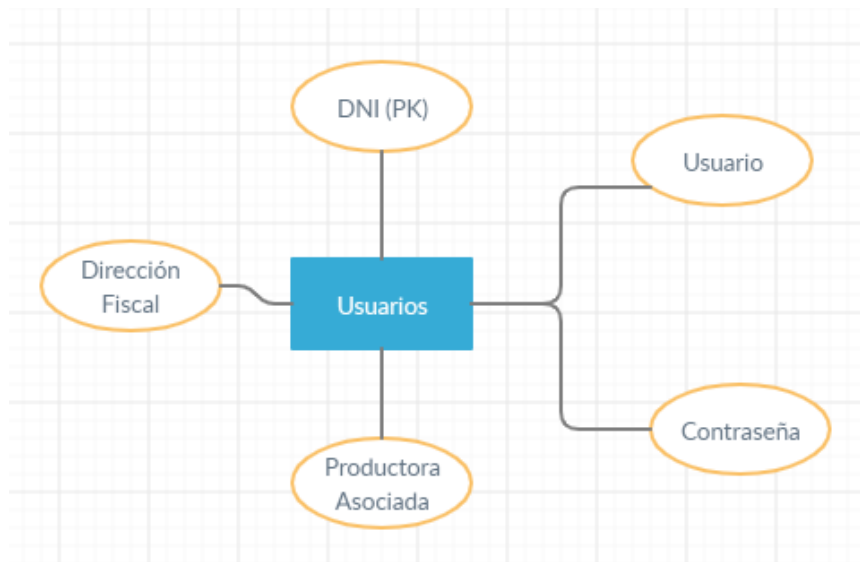 DNI (PK)
Usuario
Dirección
Fiscal
Usuarios
Contraseña
Productora
Asociada